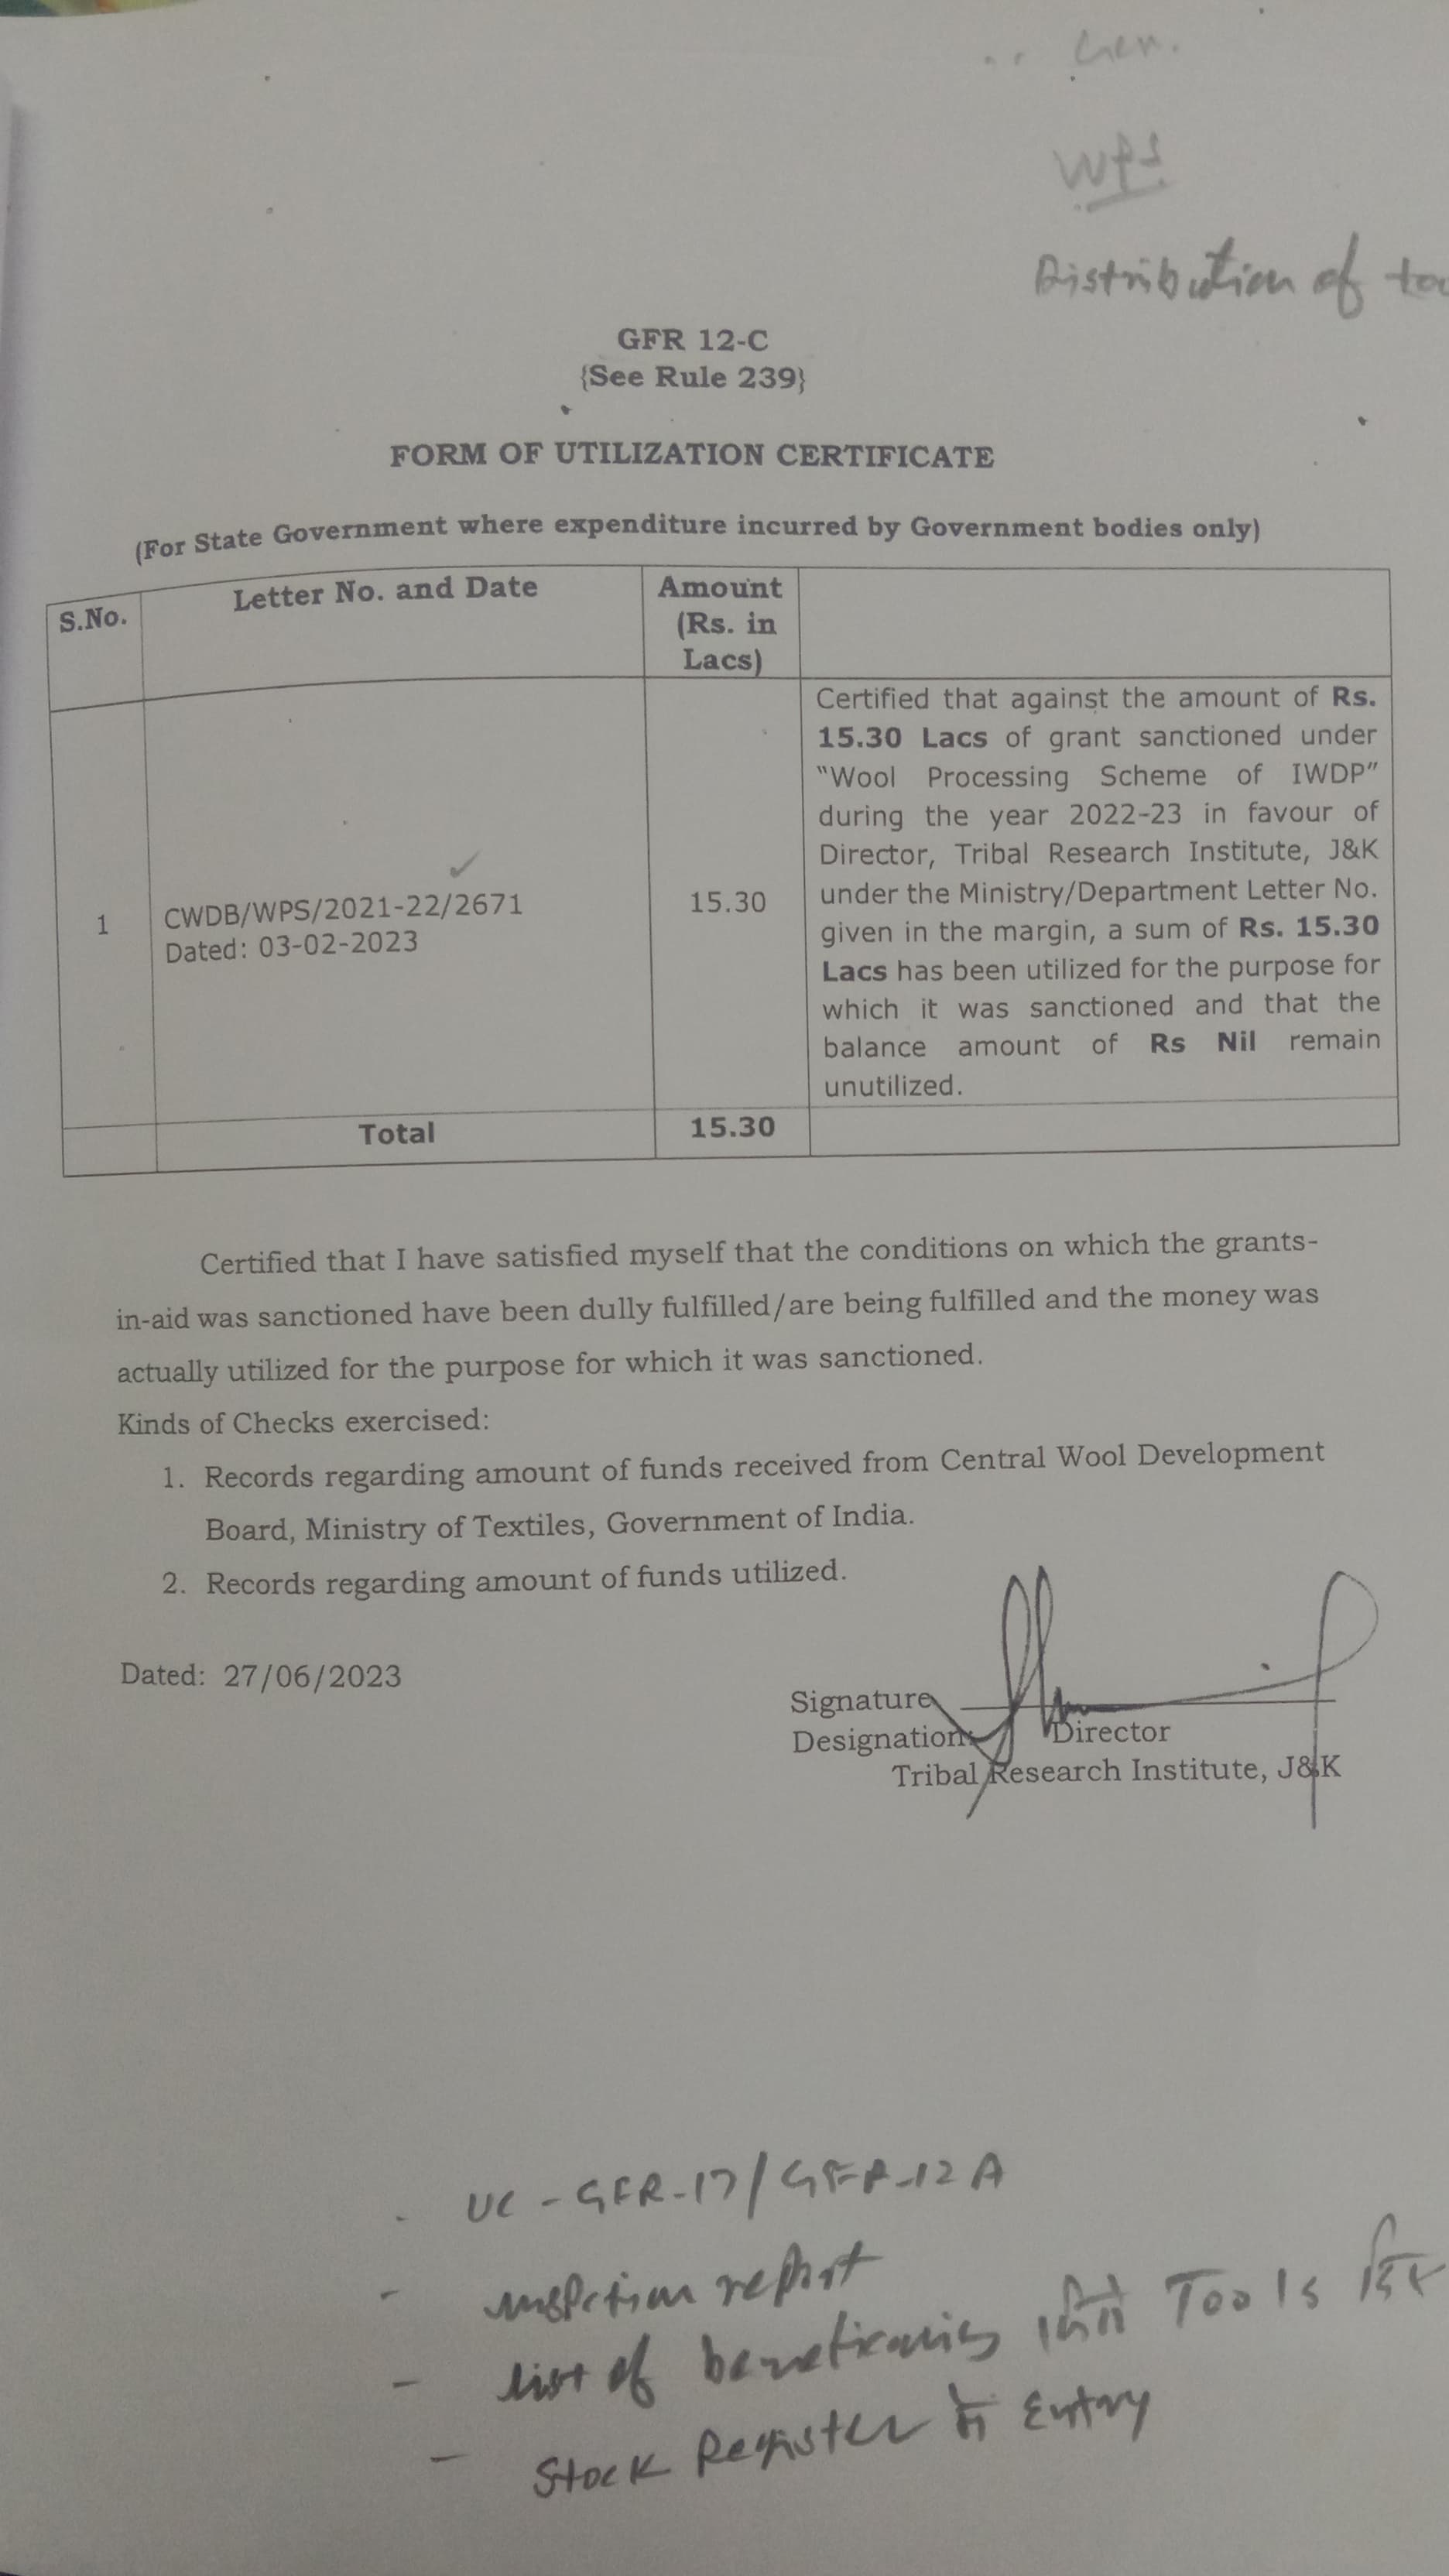 Gen.
WPS
Distribution of
GFR 12-C
{See Rule 239}
FORM OF UTILIZATION CERTIFICATE
(For State Government where expenditure incurred by Government bodies only)
S.No.
Letter No. and Date
Amount
(Rs. in
Lacs)
1
CWDB/WPS/2021-22/2671
Dated: 03-02-2023
15.30
Certified that against the amount of Rs.
15.30 Lacs of grant sanctioned under
"Wool Processing Scheme of IWDP"
during the year 2022-23 in favour of
Director, Tribal Research Institute, J&K
under the Ministry/Department Letter No.
given in the margin, a sum of Rs. 15.30
Lacs has been utilized for the purpose for
which it was sanctioned and that the
balance amount of Rs Nil remain
unutilized.
Total
15.30
Certified that I have satisfied myself that the conditions on which the grants-
in-aid was sanctioned have been dully fulfilled/are being fulfilled and the money was
actually utilized for the purpose for which it was sanctioned.
Kinds of Checks exercised:
1. Records regarding amount of funds received from Central Wool Development
Board, Ministry of Textiles, Government of India.
2. Records regarding amount of funds utilized.
Dated: 27/06/2023
Signature
Designation: Director
Tribal Research Institute, J&K
UC - GFR-17/GFR-12A
- inspection report
- list of beneficiaries जिन्हें Tools
- Stock Register में Entry